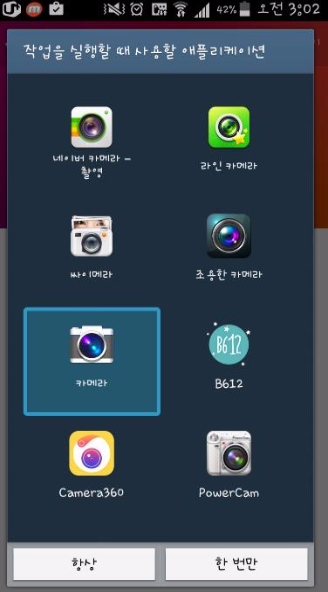 42% 오전 3:02
작업을 실행할 때 사용할 애플리케이션
네이버 카메라 -
촬영
라인 카메라
싸이메라
조용한 카메라
카메라
B612
B612
Camera360
PowerCam
항상
한 번만